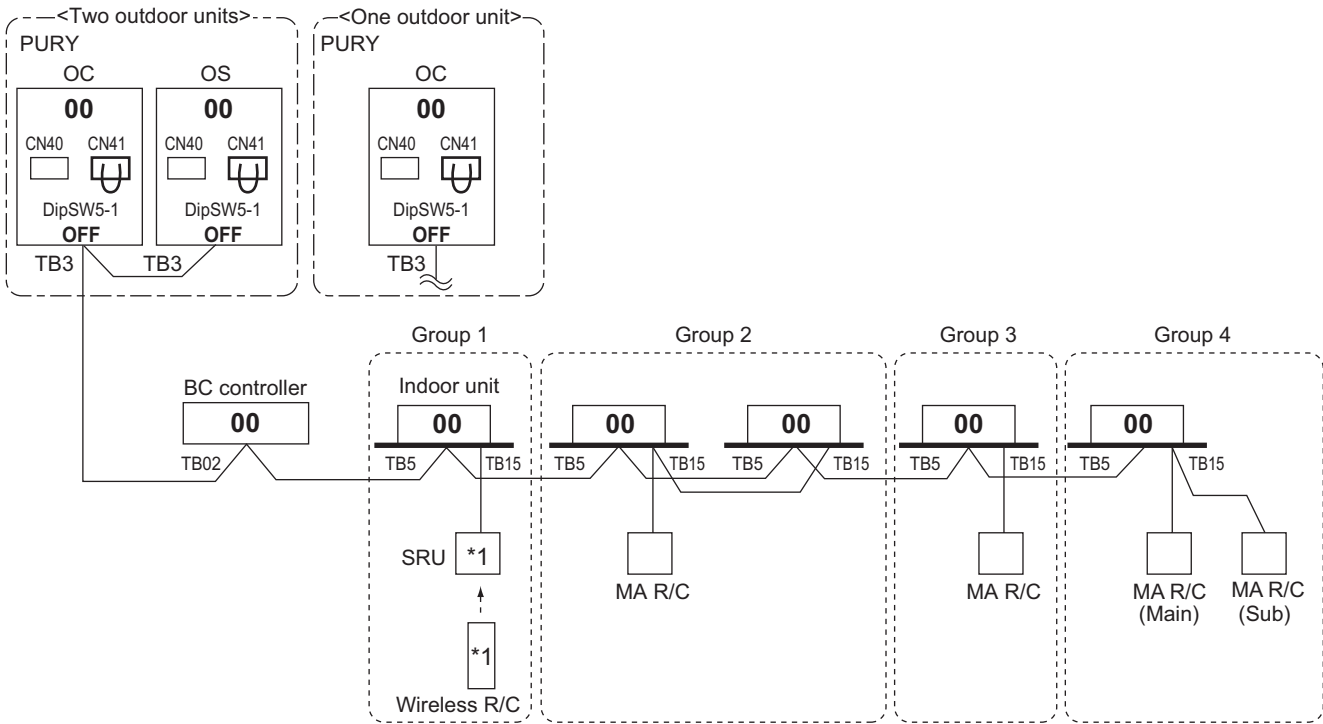 <Two outdoor units>
PURY
OC OS
00 00
CN40 CN41 CN40 CN41
DipSW5-1 DipSW5-1
OFF OFF
TB3 TB3
<One outdoor unit>
PURY
OC
00
CN40 CN41
DipSW5-1
OFF
TB3
Group 1 Group 2 Group 3 Group 4
BC controller Indoor unit
00 00 00 00 00 00
TB02 TB5 TB15 TB5 TB15 TB5 TB15 TB5 TB15 TB5 TB15
SRU *1
MA R/C MA R/C MA R/C MA R/C
(Main) (Sub)
*1
Wireless R/C